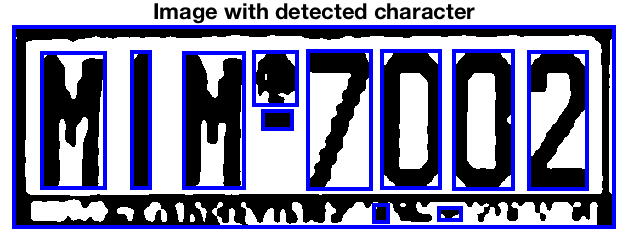 Image with detected character
MIM 7002